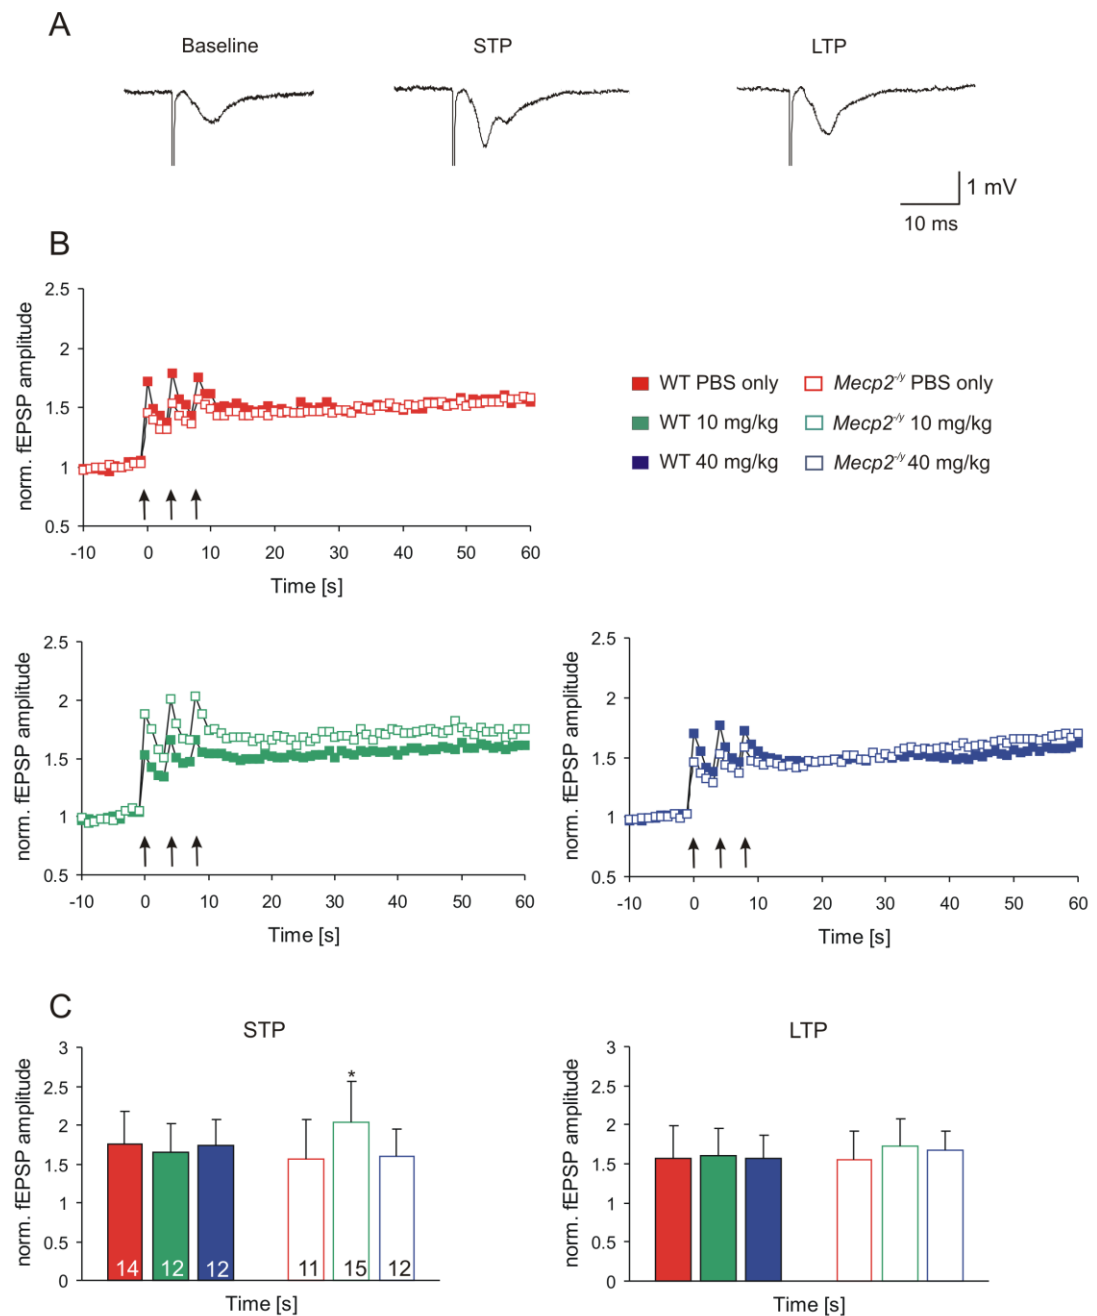 A
Baseline
STP
LTP
1 mV
10 ms
B
norm. fEPSP amplitude
2.5
2
1.5
1
0.5
-10
0
10
20
30
40
50
60
Time [s]
WT PBS only
Mecp2-/y PBS only
WT 10 mg/kg
Mecp2-/y 10 mg/kg
WT 40 mg/kg
Mecp2-/y 40 mg/kg
norm. fEPSP amplitude
2.5
2
1.5
1
0.5
-10
0
10
20
30
40
50
60
Time [s]
norm. fEPSP amplitude
2.5
2
1.5
1
0.5
-10
0
10
20
30
40
50
60
Time [s]
C
STP
norm. fEPSP amplitude
3
2.5
2
1.5
1
0.5
0
*
14
12
12
11
15
12
Time [s]
LTP
norm. fEPSP amplitude
3
2.5
2
1.5
1
0.5
0
Time [s]